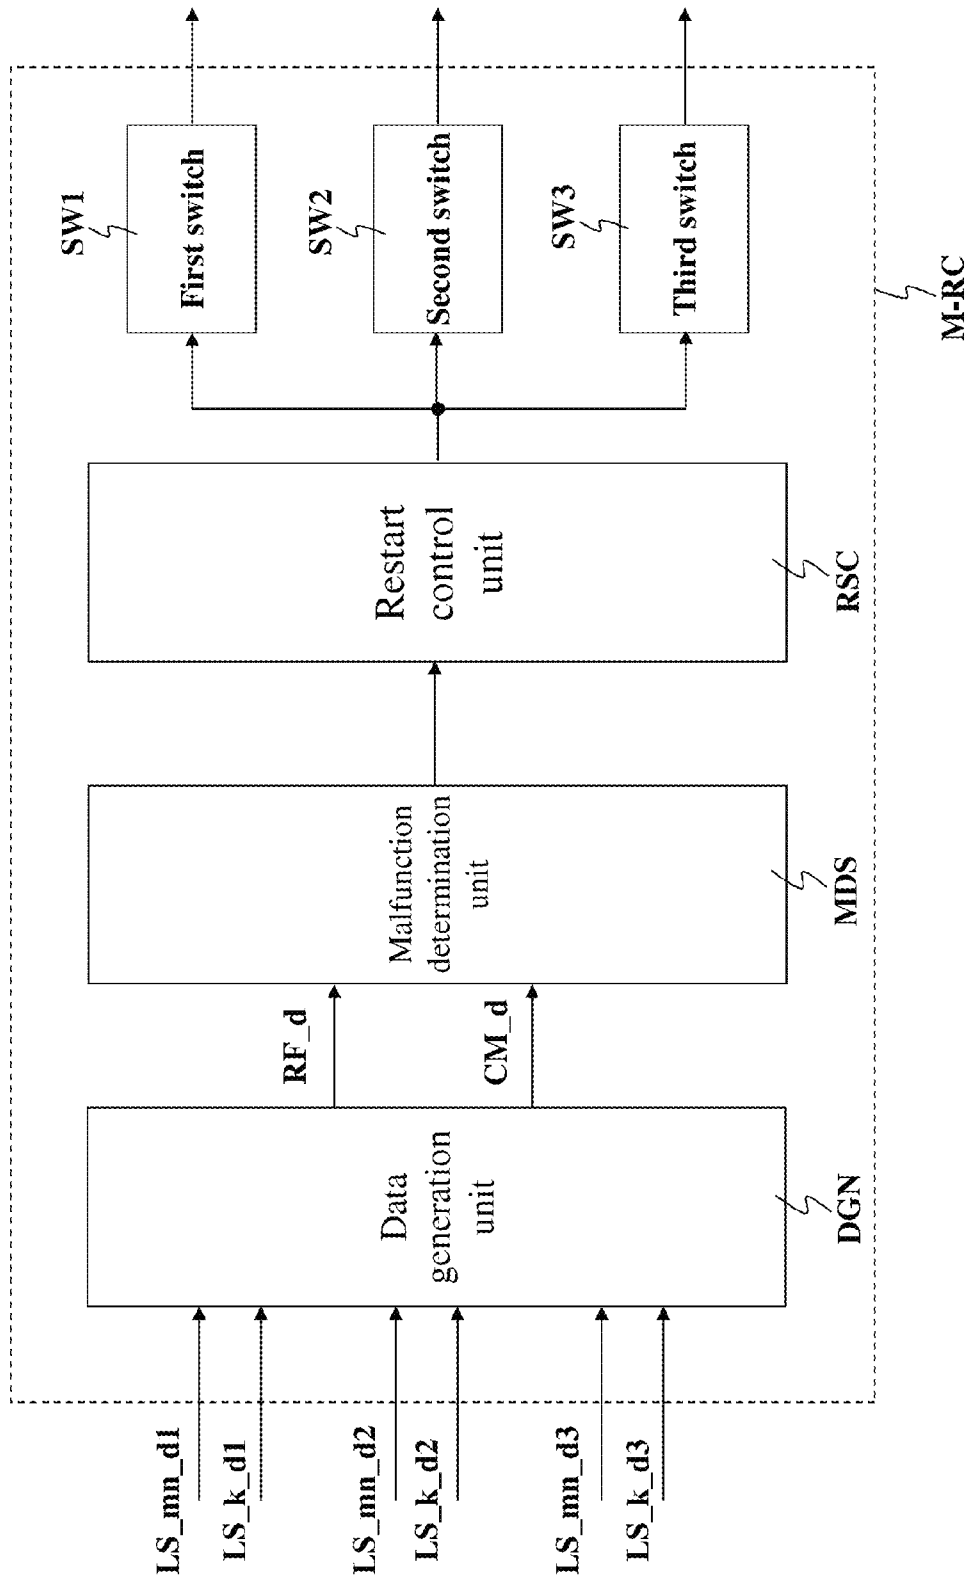 LS_mn_d1
LS_k_d1
LS_mn_d2
LS_k_d2
LS_mn_d3
LS_k_d3
Data
generation
unit
DGN
RF_d
CM_d
Malfunction
determination
unit
MDS
Restart
control
unit
RSC
SW1
First switch
SW2
Second switch
SW3
Third switch
M-RC